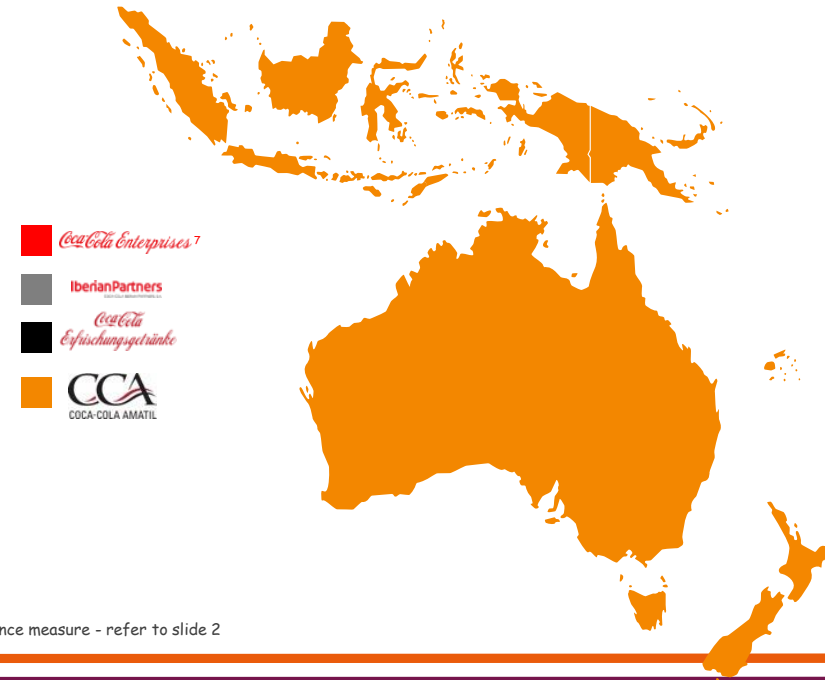 Coca-Cola Enterprises 7
IberianPartners
Coca-Cola
Erfrischungsgetränke
CCA
COCA-COLA AMATIL
nce measure - refer to slide 2